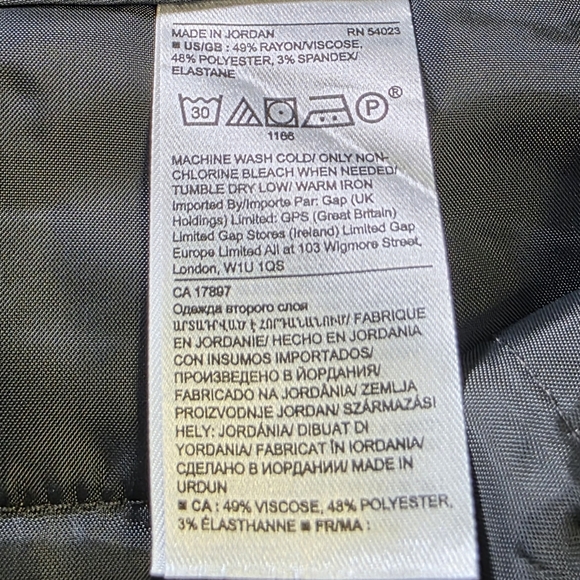 MADE IN JORDAN RN 54023
■ US/GB : 49% RAYON/VISCOSE,
48% POLYESTER, 3% SPANDEX/
ELASTANE
30 P ®
1166
MACHINE WASH COLD/ ONLY NON-
CHLORINE BLEACH WHEN NEEDED/
TUMBLE DRY LOW/ WARM IRON
Imported By/Importe Par: Gap (UK
Holdings) Limited: GPS (Great Britain)
Limited Gap Stores (Ireland) Limited Gap
Europe Limited All at 103 Wigmore Street,
London, W1U 1QS
CA 17897
Одежда второго слоя
ԱՐՏԱԴՐՎԱԾ Է ՀՈՐԴԱՆԱՆՈՒՄ/ FABRIQUE
EN JORDANIE/ HECHO EN JORDANIA
CON INSUMOS IMPORTADOS/
ПРОИЗВЕДЕНО В ЙОРДАНИЯ/
FABRICADO NA JORDÂNIA/ ZEMLJA
PROIZVODNJE JORDAN/ SZÁRMAZÁSI
HELY: JORDÁNIA/ DIBUAT DI
YORDANIA/ FABRICAT ÎN IORDANIA/
СДЕЛАНО В ИОРДАНИИ/ MADE IN
URDUN
■ CA : 49% VISCOSE, 48% POLYESTER,
3% ÉLASTHANNE ■ FR/MA :